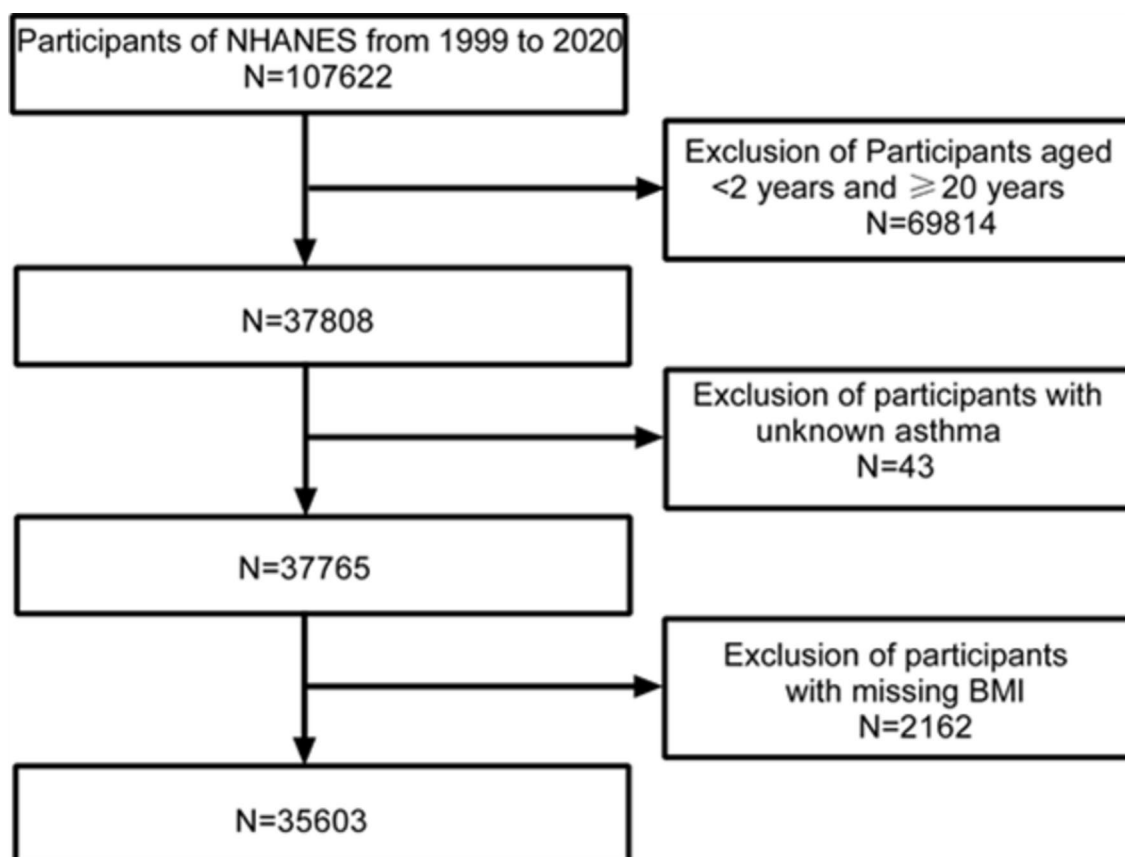 Participants of NHANES from 1999 to 2020
N=107622
Exclusion of Participants aged
<2 years and ≥20 years
N=69814
N=37808
Exclusion of participants with
unknown asthma
N=43
N=37765
Exclusion of participants
with missing BMI
N=2162
N=35603